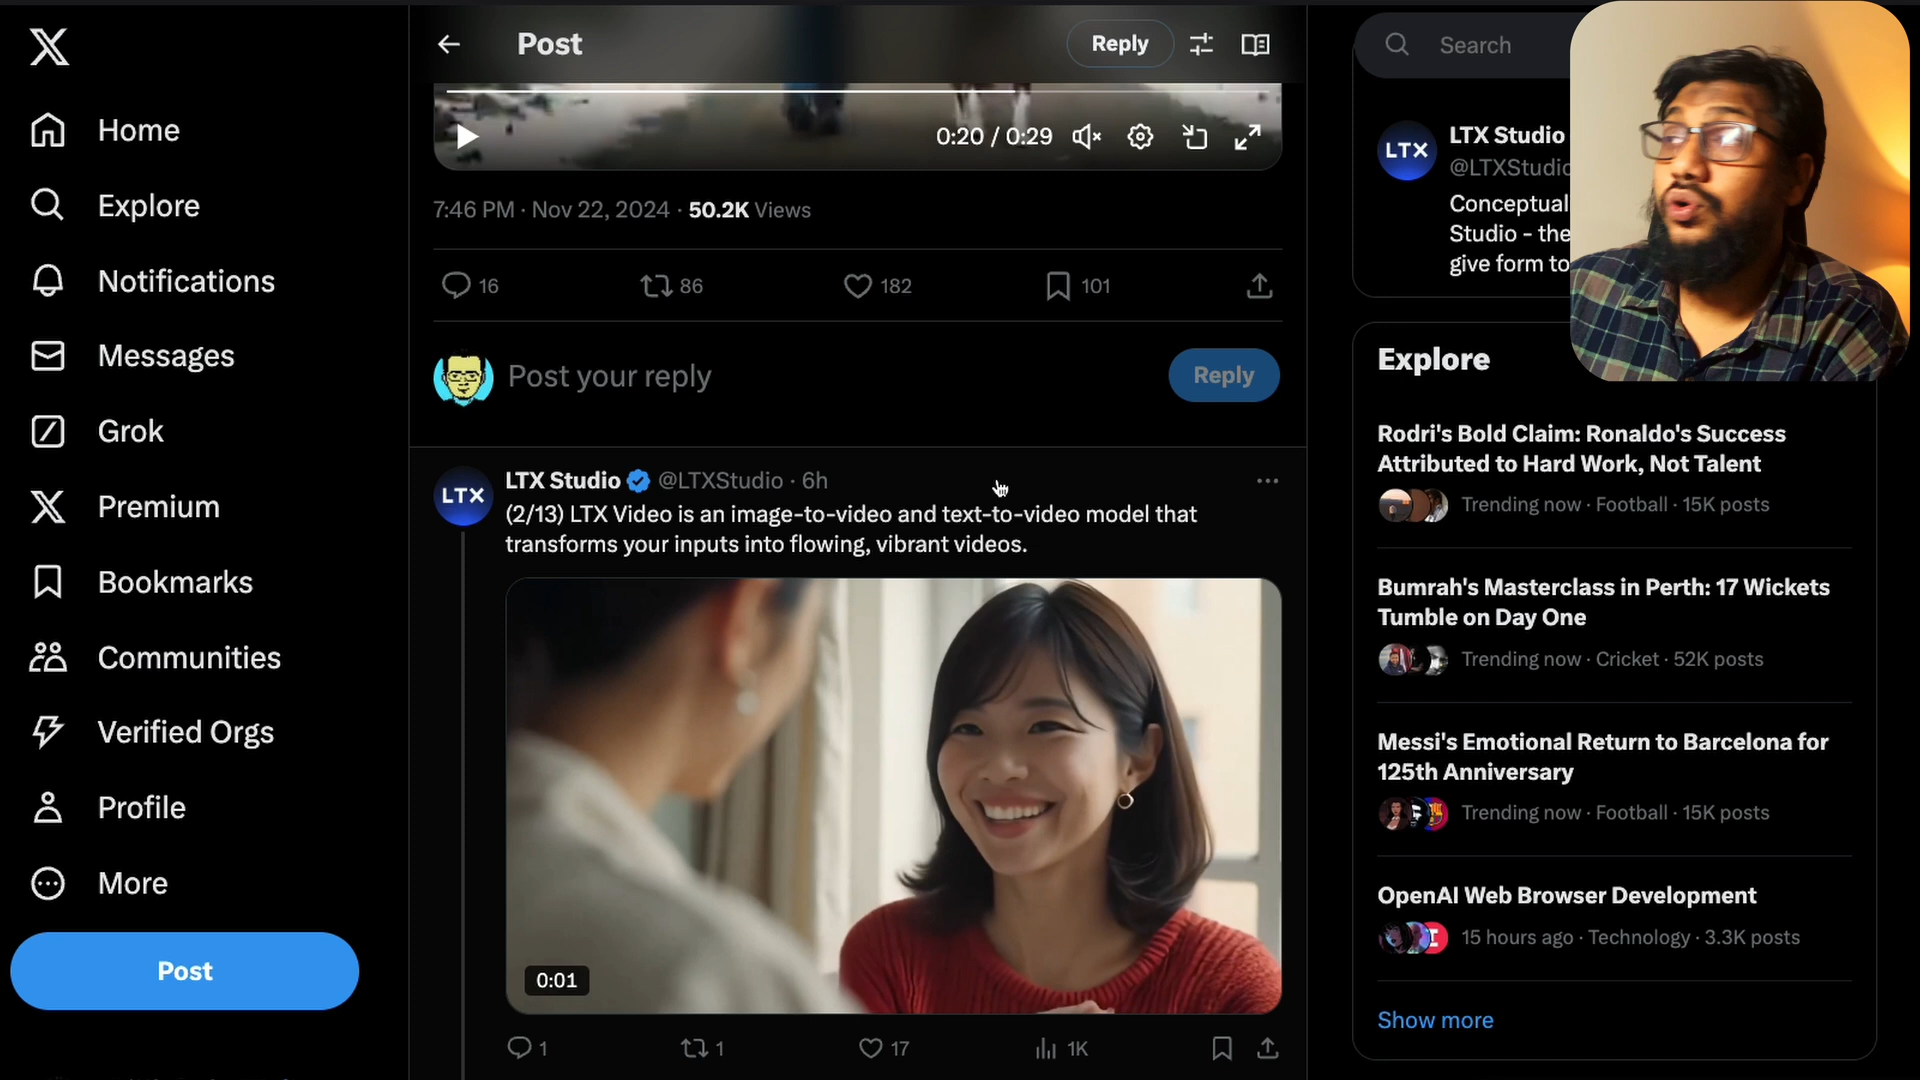 Home
Explore
Notifications
Messages
Grok
Premium
Bookmarks
Communities
Verified Orgs
Profile
More
Post
Post
Reply
0:20 / 0:29
7:46 PM · Nov 22, 2024 · 50.2K Views
16
86
182
101
Post your reply
Reply
LTX
LTX Studio @LTXStudio · 6h
(2/13) LTX Video is an image-to-video and text-to-video model that
transforms your inputs into flowing, vibrant videos.
0:01
1
1
17
1K
Search
LTX
LTX Studio
@LTXStudio
Conceptual
Studio - the
give form to
Explore
Rodri's Bold Claim: Ronaldo's Success
Attributed to Hard Work, Not Talent
Trending now · Football · 15K posts
Bumrah's Masterclass in Perth: 17 Wickets
Tumble on Day One
Trending now · Cricket · 52K posts
Messi's Emotional Return to Barcelona for
125th Anniversary
Trending now · Football · 15K posts
OpenAI Web Browser Development
15 hours ago · Technology · 3.3K posts
Show more